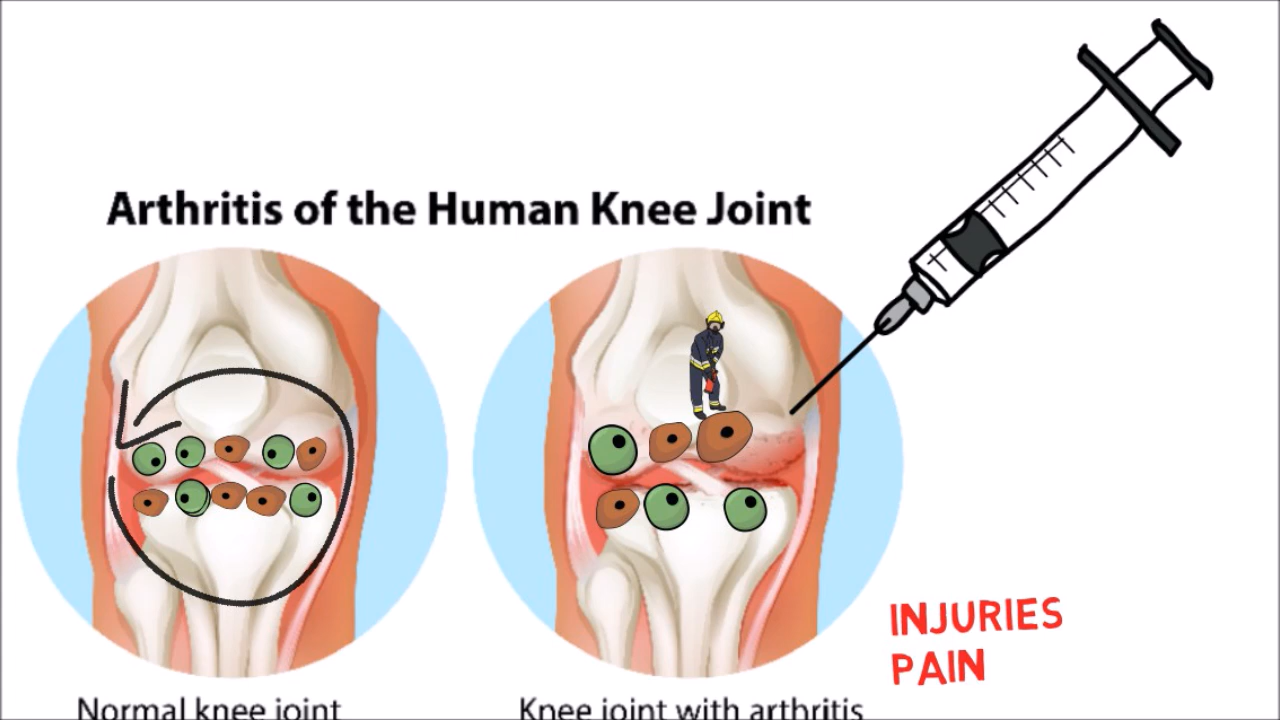 Arthritis of the Human Knee Joint
INJURIES
PAIN
Normal knee joint
Knee joint with arthritis